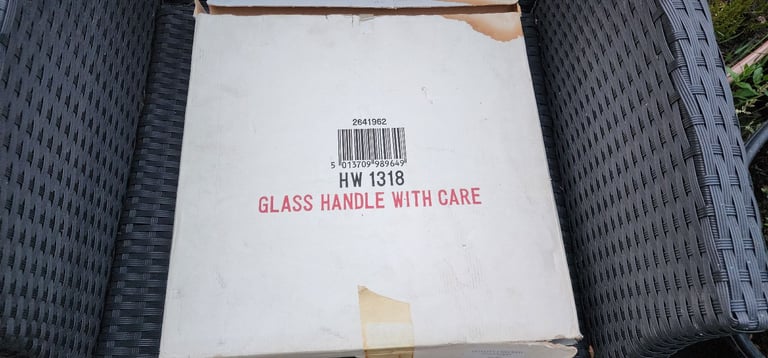 2641962
5 013709 989649
HW 1318
GLASS HANDLE WITH CARE